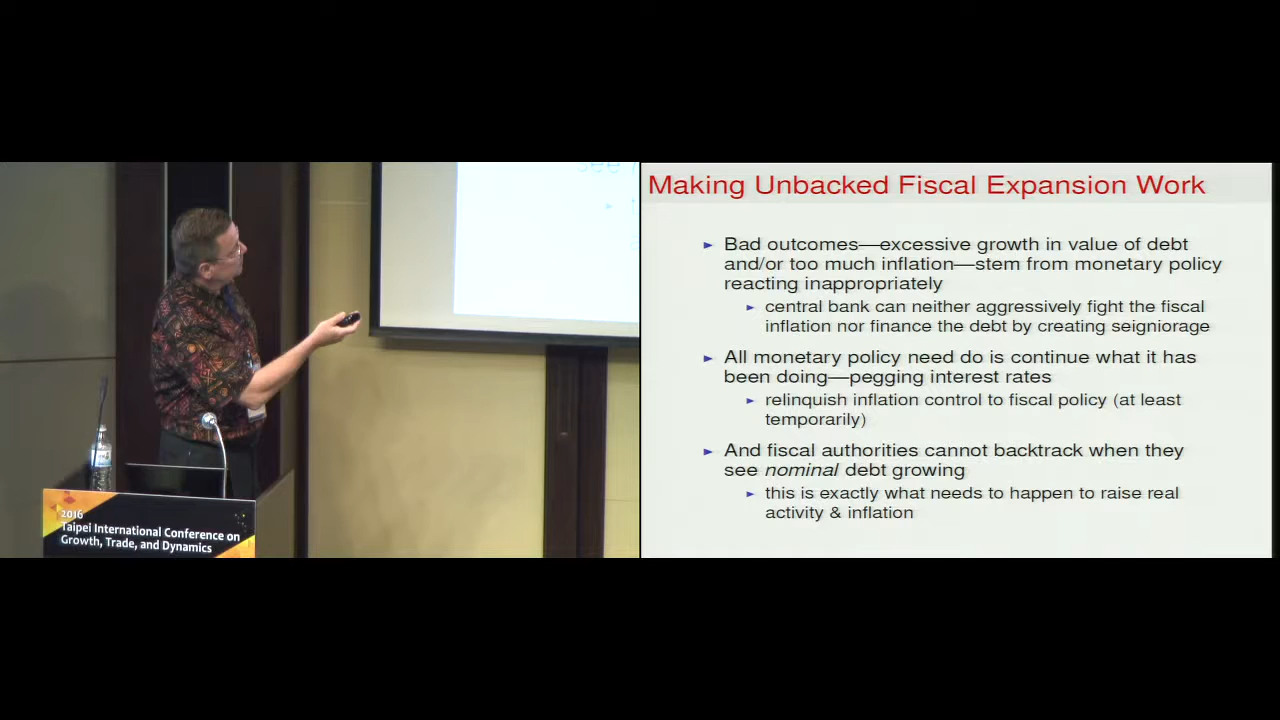 2016
Taipei International Conference on
Growth, Trade, and Dynamics
Making Unbacked Fiscal Expansion Work
► Bad outcomes—excessive growth in value of debt
and/or too much inflation—stem from monetary policy
reacting inappropriately
► central bank can neither aggressively fight the fiscal
inflation nor finance the debt by creating seigniorage
► All monetary policy need do is continue what it has
been doing—pegging interest rates
► relinquish inflation control to fiscal policy (at least
temporarily)
► And fiscal authorities cannot backtrack when they
see nominal debt growing
► this is exactly what needs to happen to raise real
activity & inflation